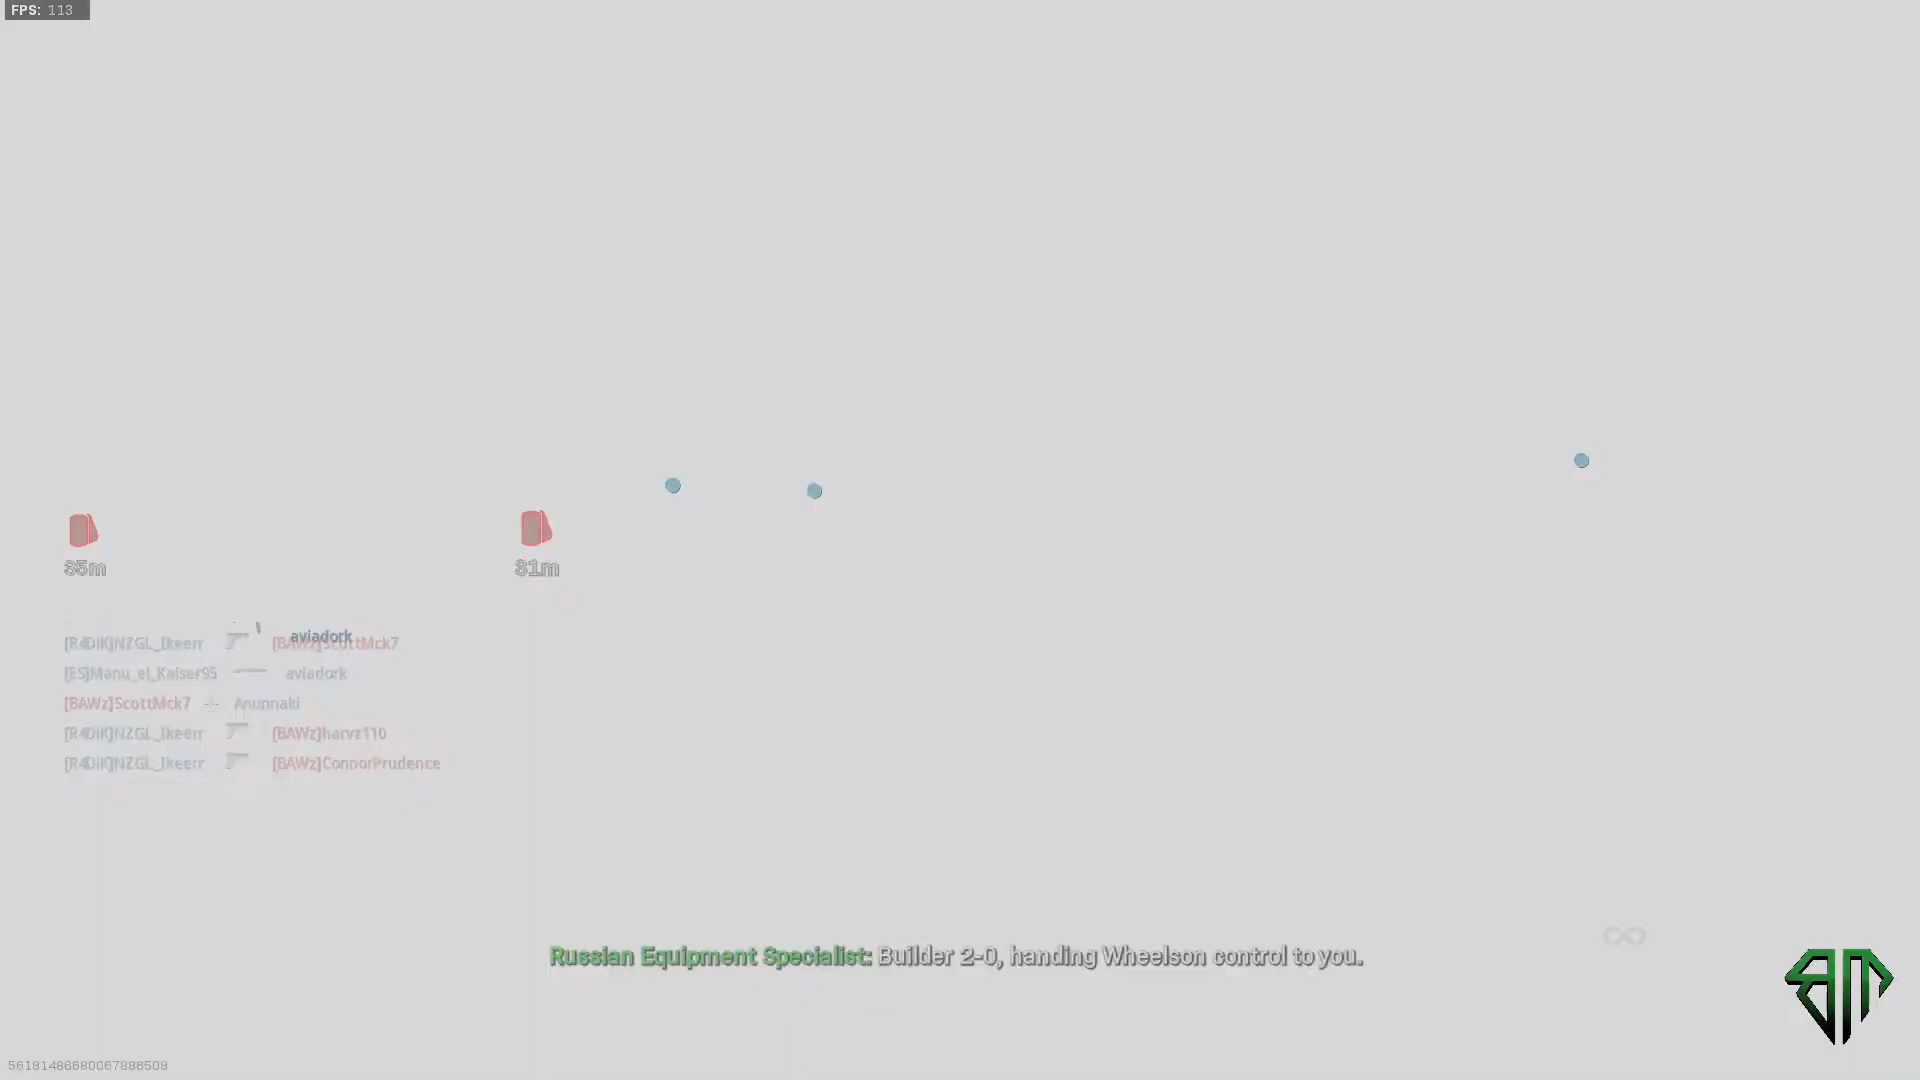 FPS: 113
35m
31m
aviadork
[R4DiK]NZGL_Ikeerr [BAWz]ScottMck7
[ES]Manu_el_Kaiser95 aviadork
[BAWz]ScottMck7 Anunnaki
[R4DiK]NZGL_Ikeerr [BAWz]harvz110
[R4DiK]NZGL_Ikeerr [BAWz]ConnorPrudence
Russian Equipment Specialist: Builder 2-0, handing Wheelson control to you.